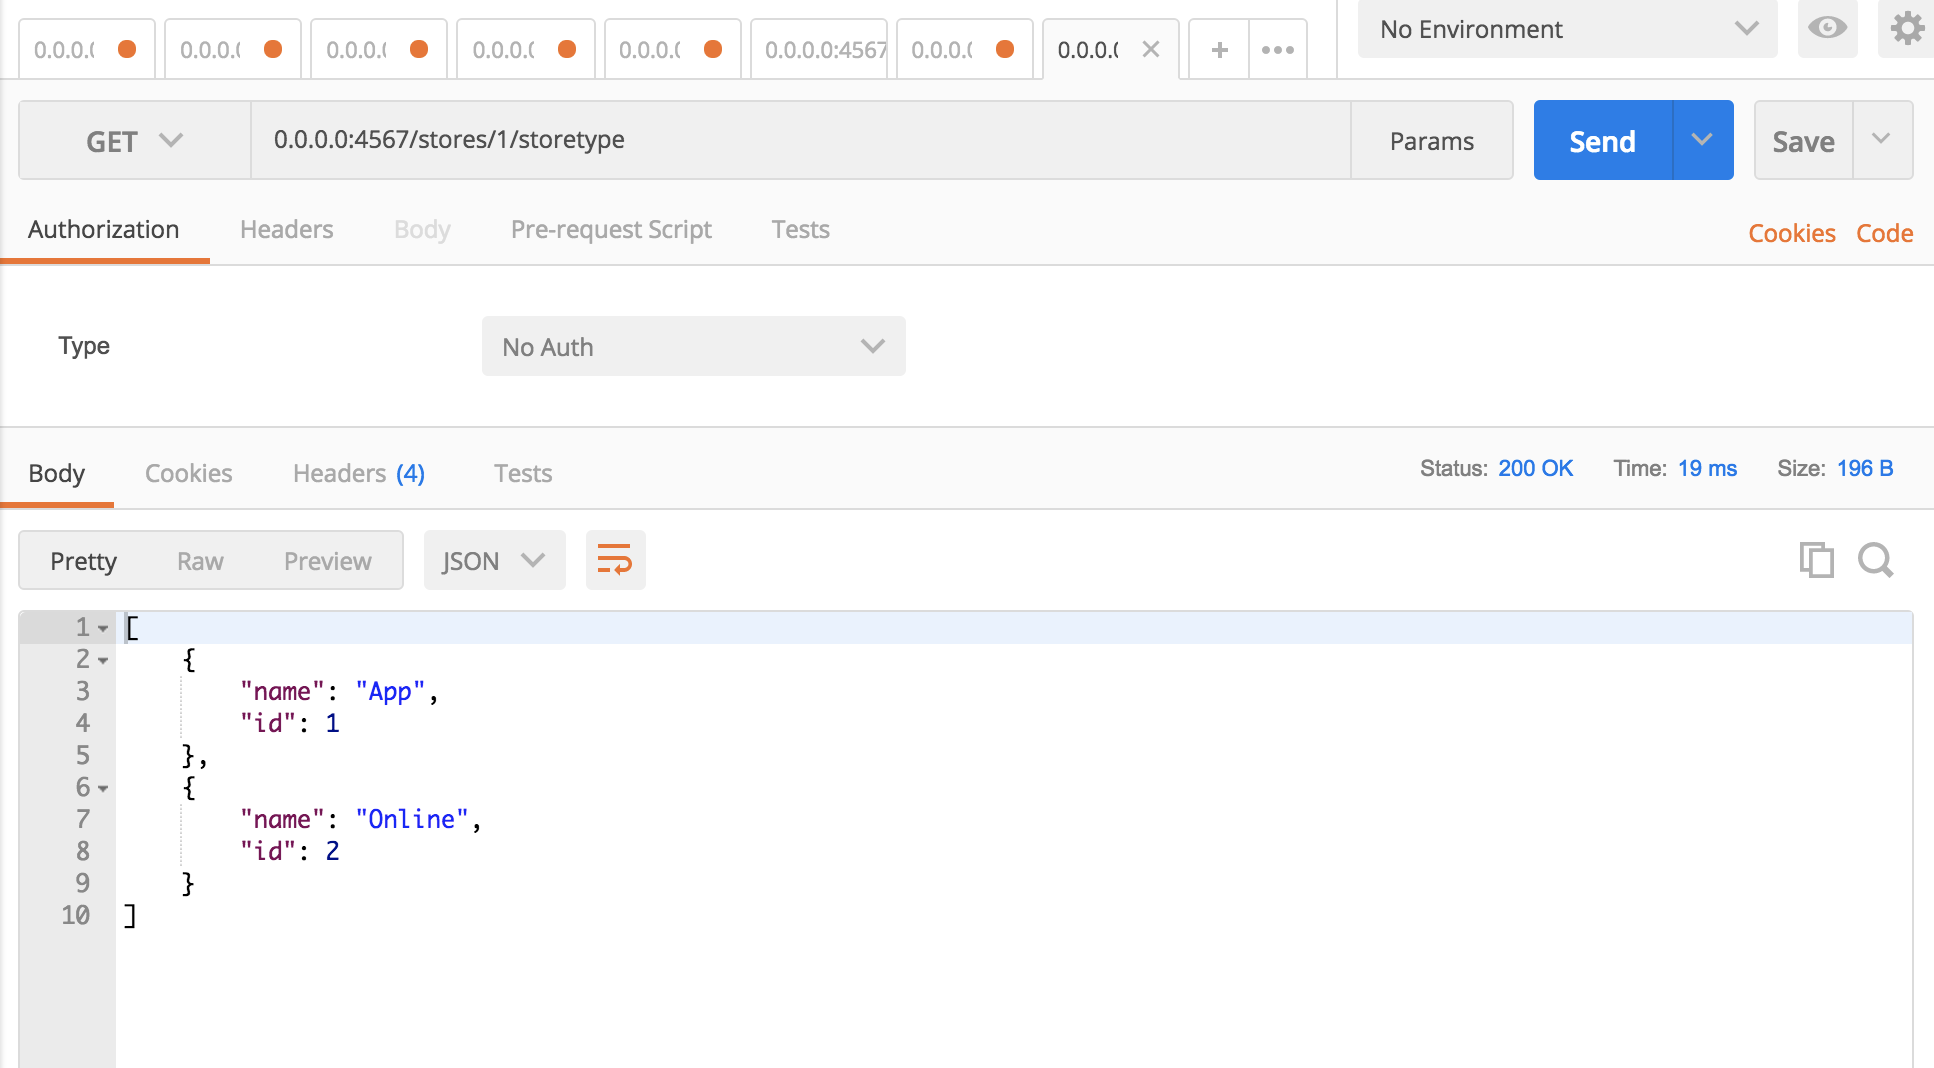 0.0.0.( 0.0.0.( 0.0.0.( 0.0.0.( 0.0.0.( 0.0.0.0:4567 0.0.0.( 0.0.0.( No Environment
GET 0.0.0.0:4567/stores/1/storetype Params Send Save
Authorization Headers Body Pre-request Script Tests Cookies Code
Type No Auth
Body Cookies Headers (4) Tests Status: 200 OK Time: 19 ms Size: 196 B
Pretty Raw Preview JSON
1 [
2 {
3 "name": "App",
4 "id": 1
5 },
6 {
7 "name": "Online",
8 "id": 2
9 }
10 ]